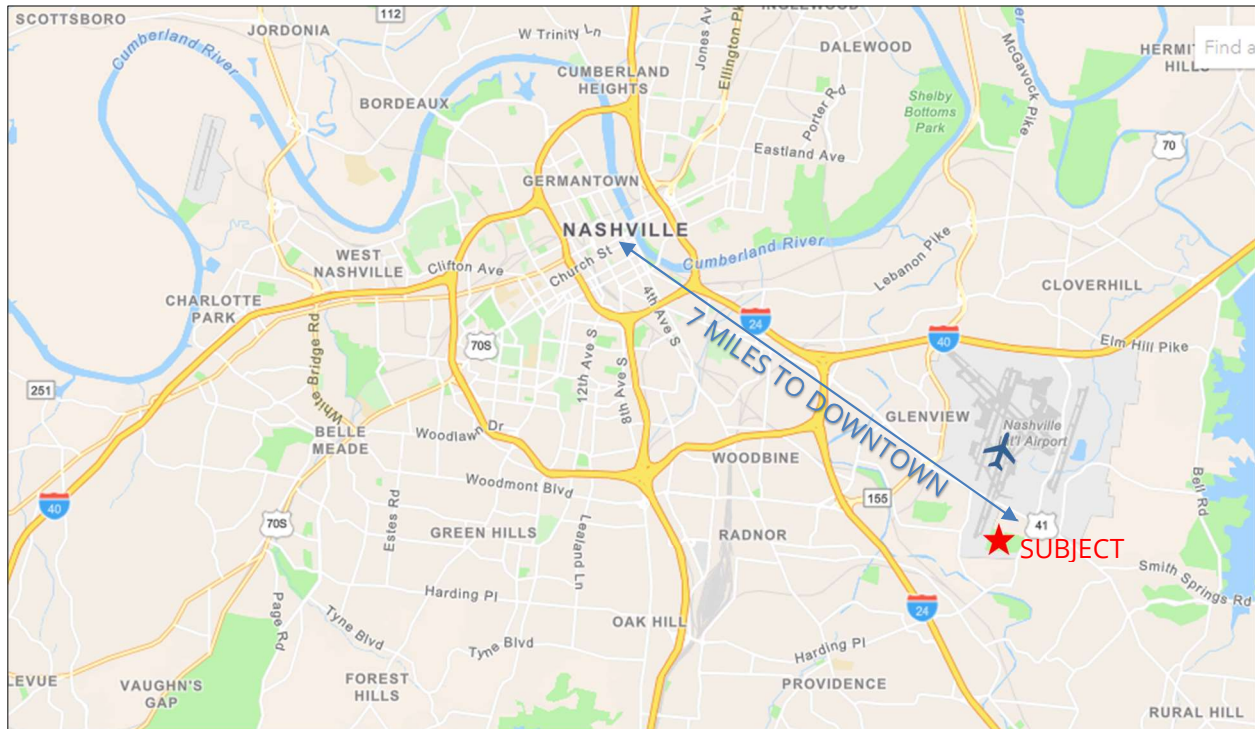 SCOTTSBORO
112
INGLEWOOD
JORDONIA
W Trinity Ln
Jones Av
Ellington Pk
DALEWOOD
McGavock Pike
HERMIT
HILLS
Find a
Cumberland River
CUMBERLAND
HEIGHTS
BORDEAUX
Porter Rd
Shelby
Bottoms
Park
Eastland Ave
70
GERMANTOWN
NASHVILLE
WEST
NASHVILLE
Clifton Ave
Church St
Cumberland River
Lebanon Pike
CHARLOTTE
PARK
4th Ave S
CLOVERHILL
24
40
Elm Hill Pike
70S
12th Ave S
8th Ave S
7 MILES TO DOWNTOWN
White Bridge Rd
251
GLENVIEW
Nashville
t'l Airport
BELLE
MEADE
Woodlawn Dr
WOODBINE
Woodmont Blvd
155
Bell Rd
40
70S
Estes Rd
GREEN HILLS
Lealand Ln
RADNOR
41
SUBJECT
Smith Springs Rd
Harding Pl
24
Page Rd
Tyne Blvd
OAK HILL
Tyne Blvd
Harding Pl
LEVUE
VAUGHN'S
GAP
FOREST
HILLS
PROVIDENCE
RURAL HILL